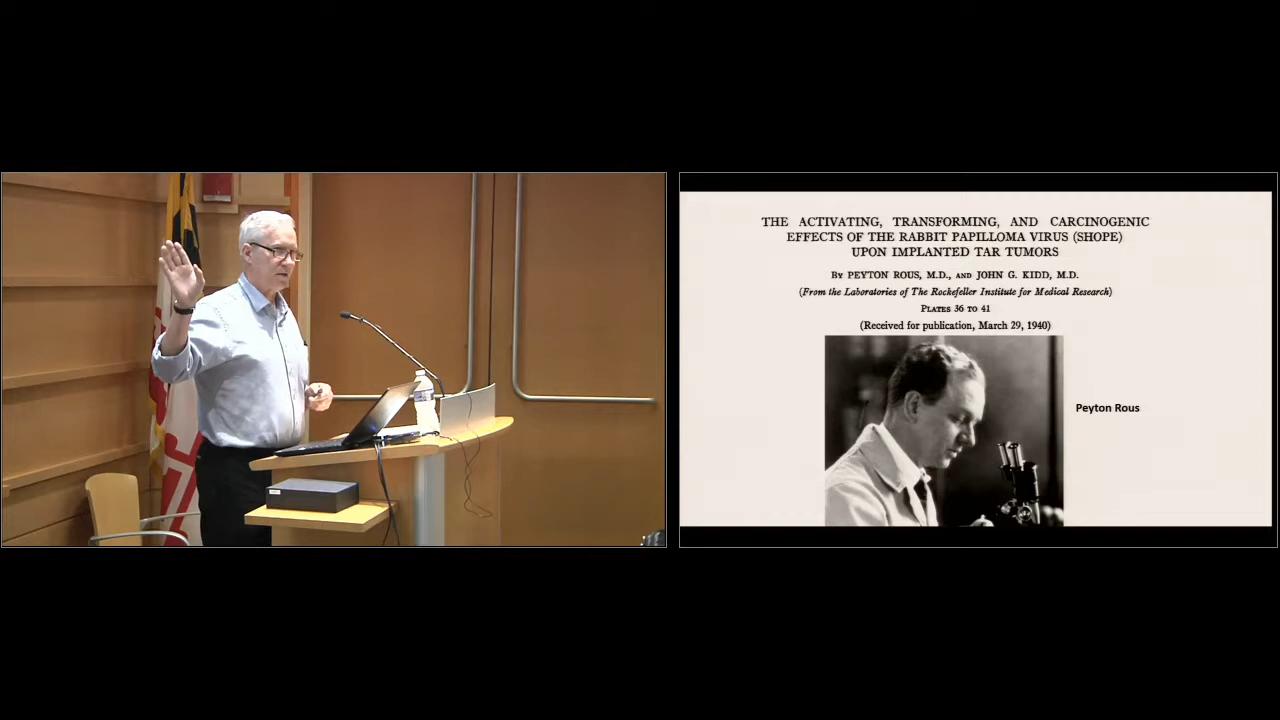 THE ACTIVATING, TRANSFORMING, AND CARCINOGENIC
EFFECTS OF THE RABBIT PAPILLOMA VIRUS (SHOPE)
UPON IMPLANTED TAR TUMORS
By PEYTON ROUS, M.D., AND JOHN G. KIDD, M.D.
(From the Laboratories of The Rockefeller Institute for Medical Research)
PLATES 36 TO 41
(Received for publication, March 29, 1940)
Peyton Rous